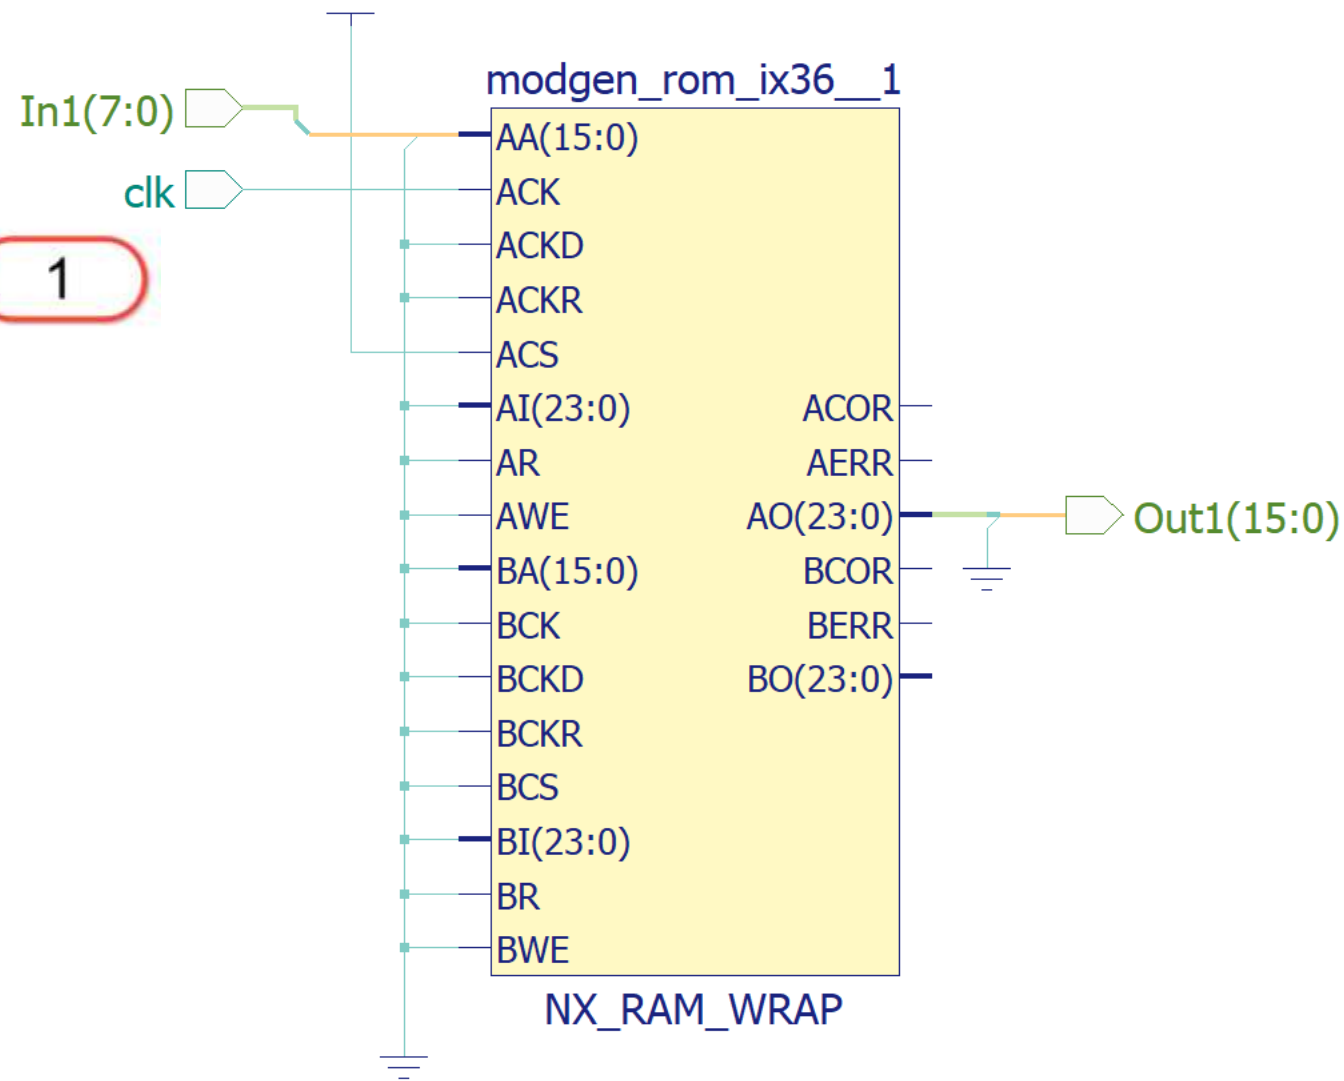 modgen_rom_ix36__1
In1(7:0)
clk
1
AA(15:0)
ACK
ACKD
ACKR
ACS
AI(23:0)
AR
AWE
BA(15:0)
BCK
BCKD
BCKR
BCS
BI(23:0)
BR
BWE
ACOR
AERR
AO(23:0)
BCOR
BERR
BO(23:0)
Out1(15:0)
NX_RAM_WRAP